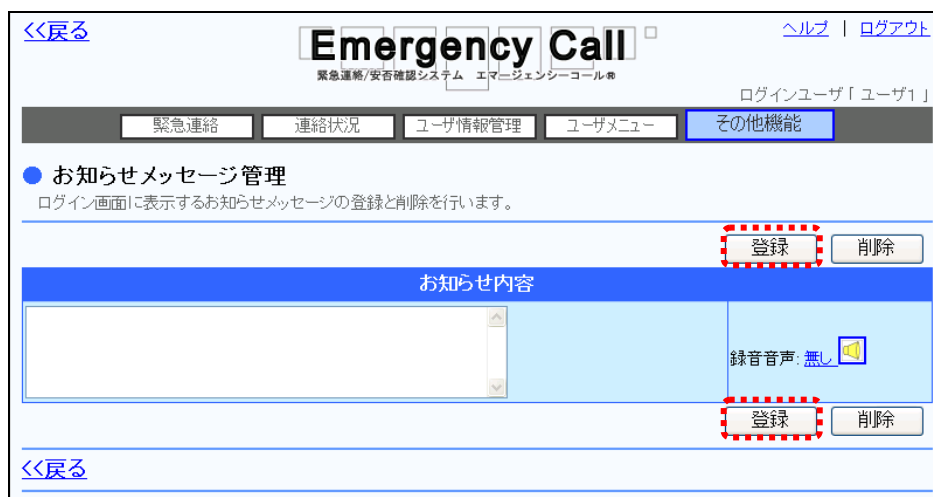 <<戻る
ヘルプ | ログアウト
Emergency Call
緊急連絡/安否確認システム エマージェンシーコール®
ログインユーザ「 ユーザ1 」
緊急連絡 連絡状況 ユーザ情報管理 ユーザメニュー その他機能
お知らせメッセージ管理
ログイン画面に表示するお知らせメッセージの登録と削除を行います。
登録 削除
お知らせ内容
録音音声: 無し
登録 削除
<<戻る